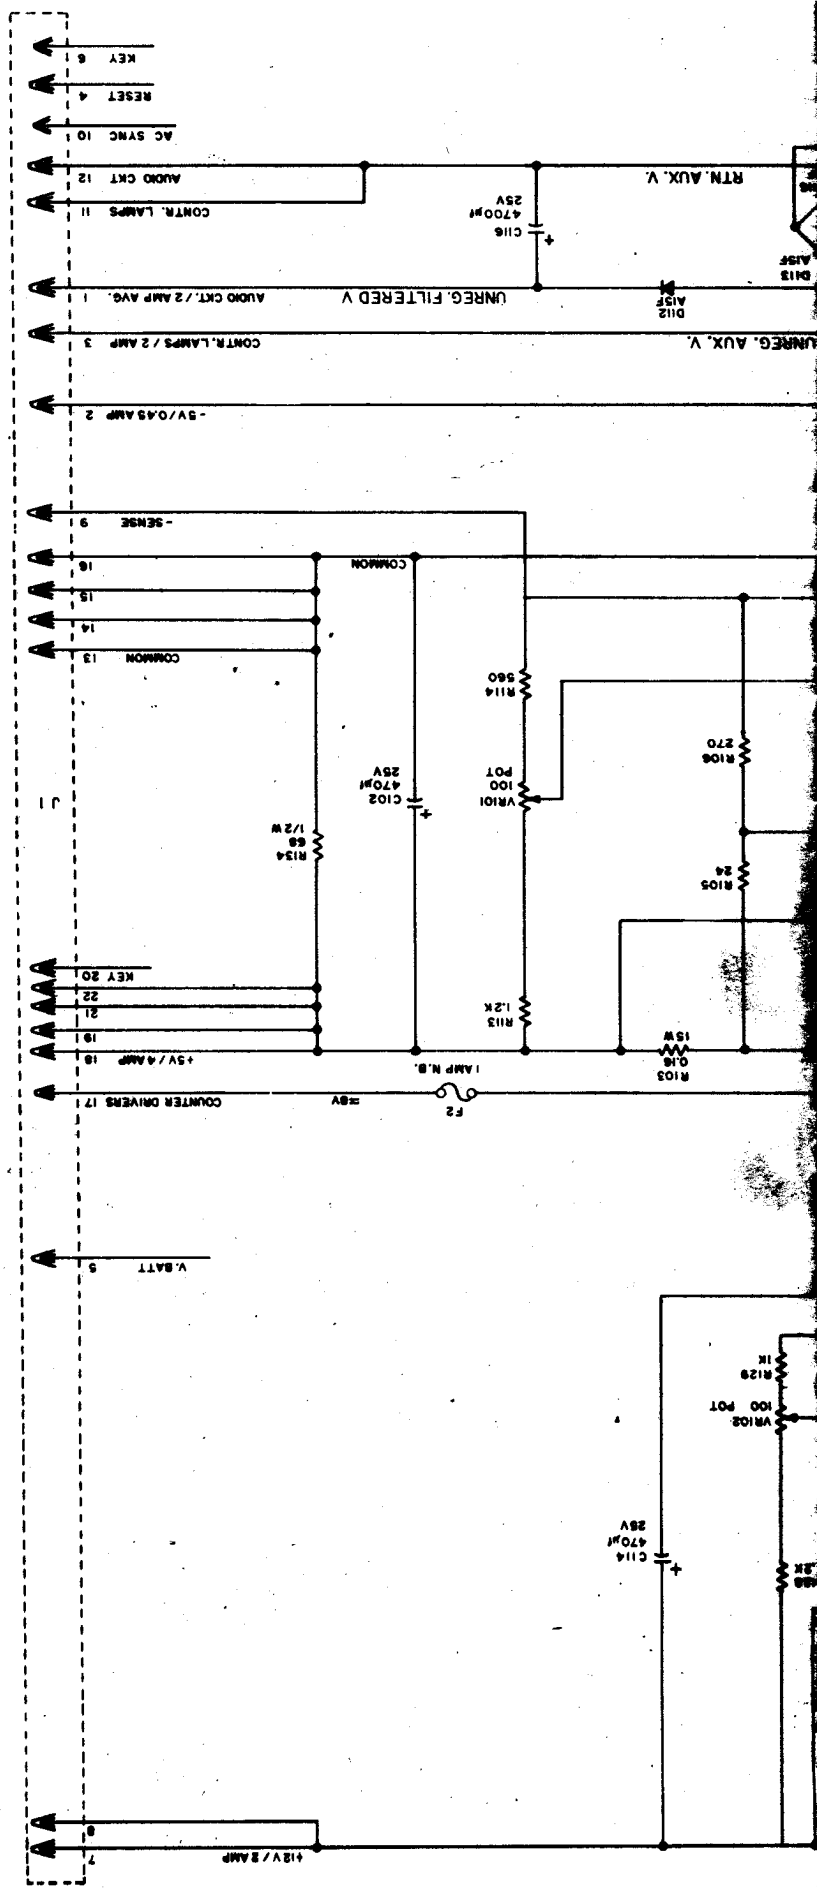 +12V/2AMP 7
8
1.2K
C114
470µf
25V
VR102
100 POT
R129
1K
V.BATT 5
F2
1 AMP N.B.
≈8V
COUNTER DRIVERS 17
R103
0.16
15W
+5V/4AMP 18
19
21
22
KEY 20
R113
1.2K
R105
24
R134
68
1/2W
VR101
100
POT
C102
470µf
25V
J1
R106
270
R114
560
COMMON 13
14
15
COMMON
16
-SENSE 9
-5V/0.45AMP 2
UNREG. AUX. V.
CONTR. LAMPS/2 AMP 3
D112
A15F
UNREG. FILTERED V
AUDIO CKT./2 AMP AVG. 1
D113
A15F
C116
4700µf
25V
CONTR. LAMPS 11
RTN. AUX. V.
AUDIO CKT 12
AC SYNC 10
RESET 4
KEY 6